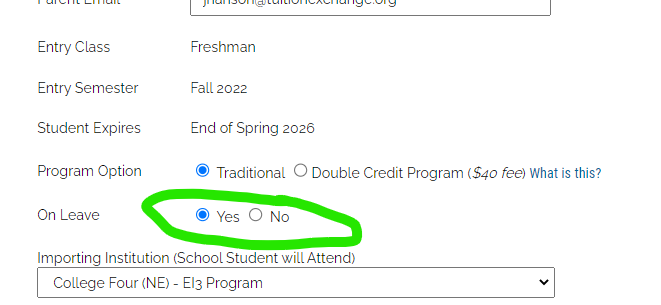 Parent Email jhanson@tuitionexchange.org
Entry Class Freshman
Entry Semester Fall 2022
Student Expires End of Spring 2026
Program Option Traditional Double Credit Program ($40 fee) What is this?
On Leave Yes No
Importing Institution (School Student will Attend)
College Four (NE) - EI3 Program